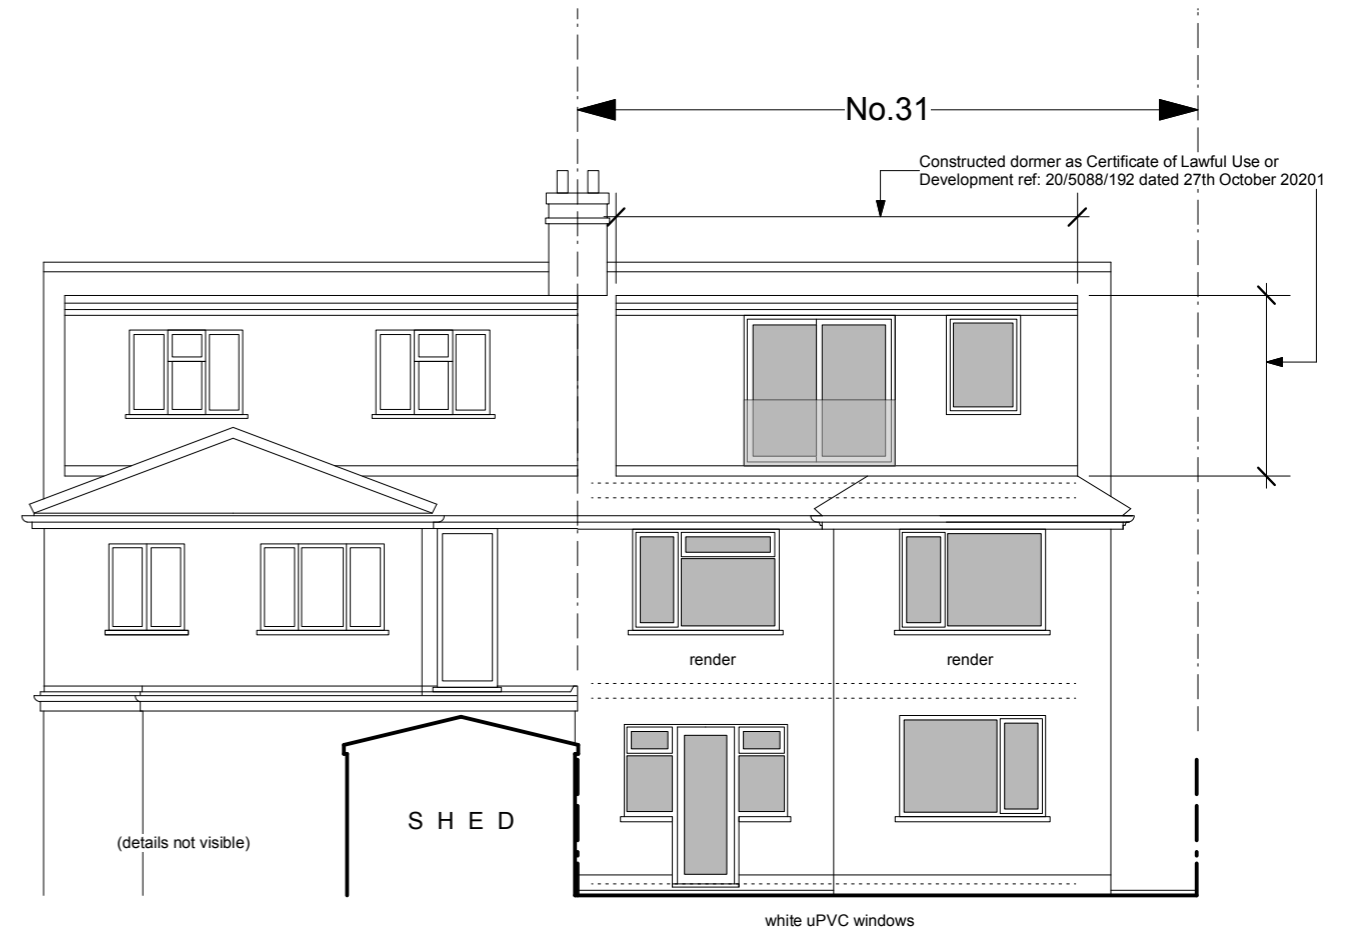 No.31
Constructed dormer as Certificate of Lawful Use or
Development ref: 20/5088/192 dated 27th October 20201
render
render
S H E D
(details not visible)
white uPVC windows